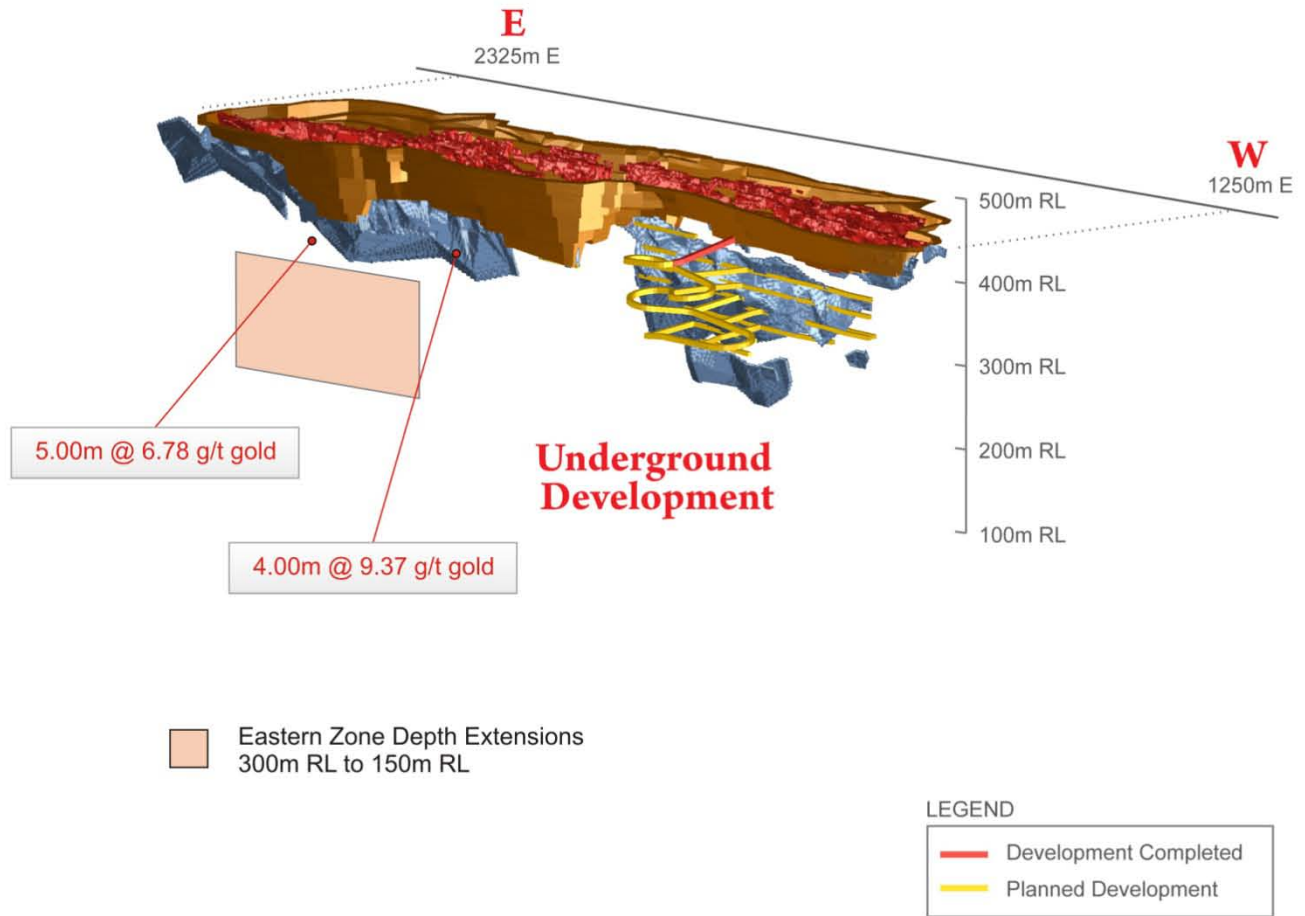 E
2325m E
W
1250m E
500m RL
400m RL
300m RL
200m RL
100m RL
5.00m @ 6.78 g/t gold
Underground
Development
4.00m @ 9.37 g/t gold
Eastern Zone Depth Extensions
300m RL to 150m RL
LEGEND
Development Completed
Planned Development